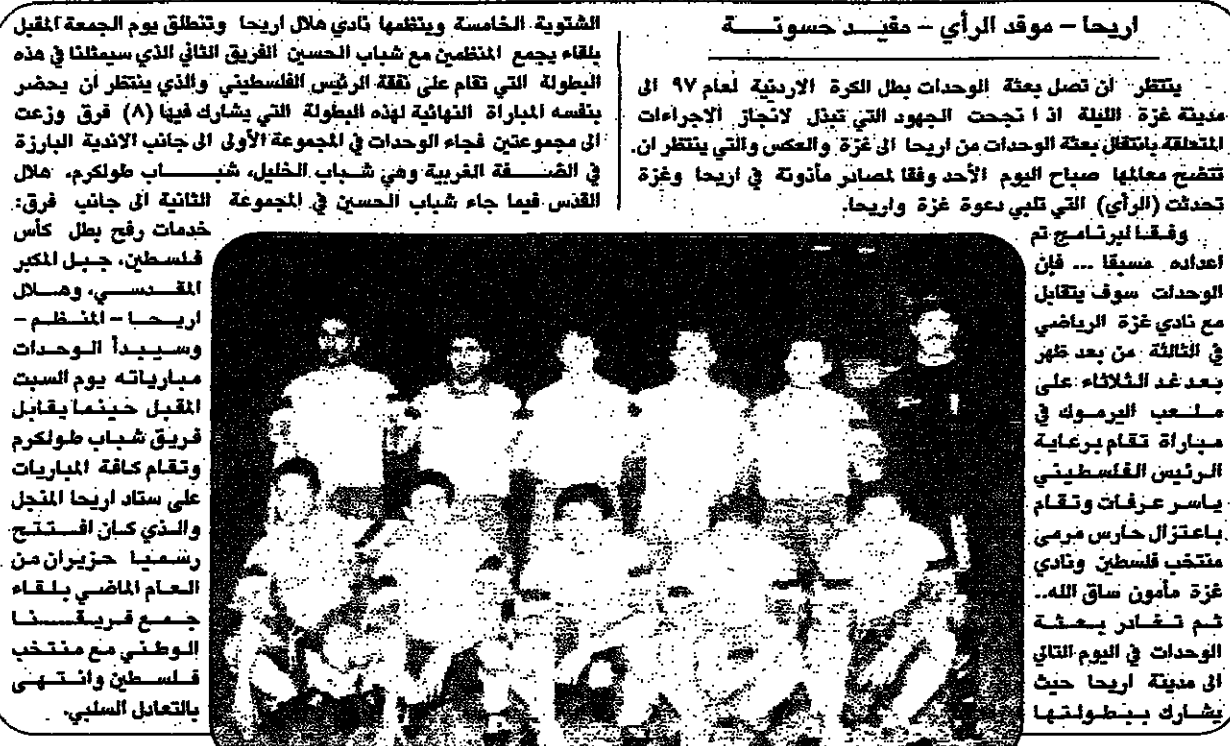 اريحا – موفد الرأي – مفيد حسونة
ينتظر ان تصل بعثة الوحدات بطل الكرة الاردنية لعام ٩٧ الى
مدينة غزة الليلة اذا نجحت الجهود التي تبذل لانجاز الاجراءات
المتعلقة بانتقال بعثة الوحدات من اريحا الى غزة والعكس والتي ينتظر ان
تتضح معالمها صباح اليوم الأحد وفقا لمصادر مأذونة في اريحا وغزة
تحدثت (الرأي) التي تلبي دعوة غزة واريحا.
وفقا لبرنامج تم
اعداده مسبقا ... فإن
الوحدات سوف يتقابل
مع نادي غزة الرياضي
في الثالثة من بعد ظهر
بعد غد الثلاثاء على
ملعب اليرموك في
مباراة تقام برعاية
الرئيس الفلسطيني
ياسر عرفات وتقام
باعتزال حارس مرمى
منتخب فلسطين ونادي
غزة مأمون ساق الله..
ثم تغادر بعثة
الوحدات في اليوم التالي
الى مدينة اريحا حيث
يشارك ببطولتها
الشتوية الخامسة وينظمها نادي هلال اريحا وتنطلق يوم الجمعة المقبل
بلقاء يجمع المنظمين مع شباب الحسين الفريق الثاني الذي سيمثلنا في هذه
البطولة التي تقام على نفقة الرئيس الفلسطيني والذي ينتظر ان يحضر
بنفسه المباراة النهائية لهذه البطولة التي يشارك فيها (٨) فرق وزعت
الى مجموعتين فجاء الوحدات في المجموعة الأولى الى جانب الاندية البارزة
في الضفة الغربية وهي شباب الخليل، شباب طولكرم، هلال
القدس فيما جاء شباب الحسين في المجموعة الثانية الى جانب فرق:
خدمات رفح بطل كأس
فلسطين، جبل المكبر
المقدسي، وهلال
اريحا – المنظم –
وسيبدأ الوحدات
مبارياته يوم السبت
المقبل حينما يقابل
فريق شباب طولكرم
وتقام كافة المباريات
على ستاد اريحا المنجل
والذي كان افتتح
رسميا حزيران من
العام الماضي بلقاء
جمع فريقنا
الوطني مع منتخب
فلسطين وانتهى
بالتعادل السلبي.